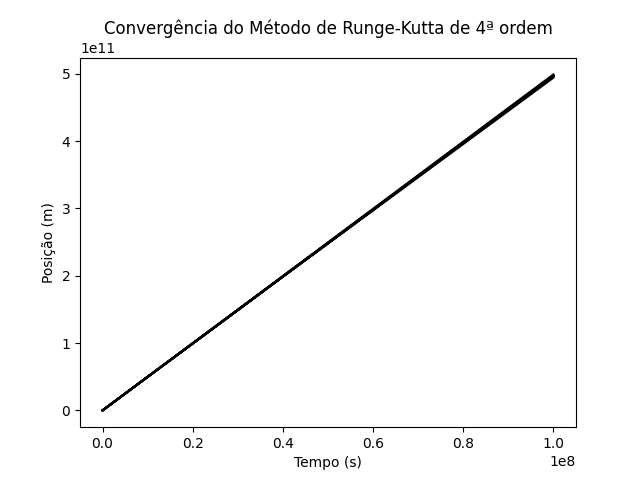 Convergência do Método de Runge-Kutta de 4ª ordem
1e11
5
4
3
2
1
0
Posição (m)
0.0 0.2 0.4 0.6 0.8 1.0
1e8
Tempo (s)